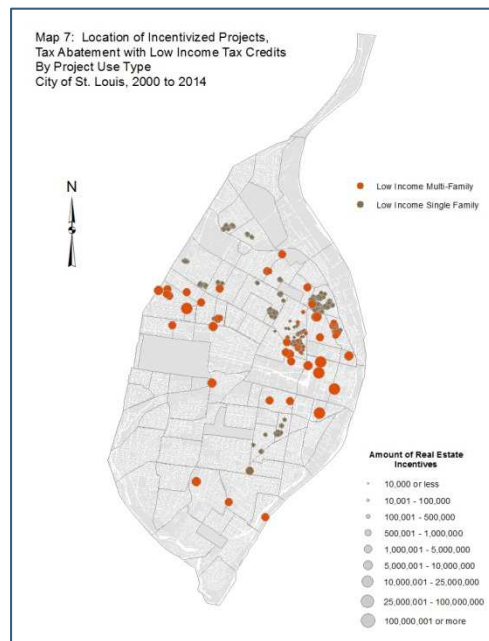 Map 7: Location of Incentivized Projects,
Tax Abatement with Low Income Tax Credits
By Project Use Type
City of St. Louis, 2000 to 2014
N
Low Income Multi-Family
Low Income Single Family
Amount of Real Estate
Incentives
10,000 or less
10,001 - 100,000
100,001 - 500,000
500,001 - 1,000,000
1,000,001 - 5,000,000
5,000,001 - 10,000,000
10,000,001 - 25,000,000
25,000,001 - 100,000,000
100,000,001 or more